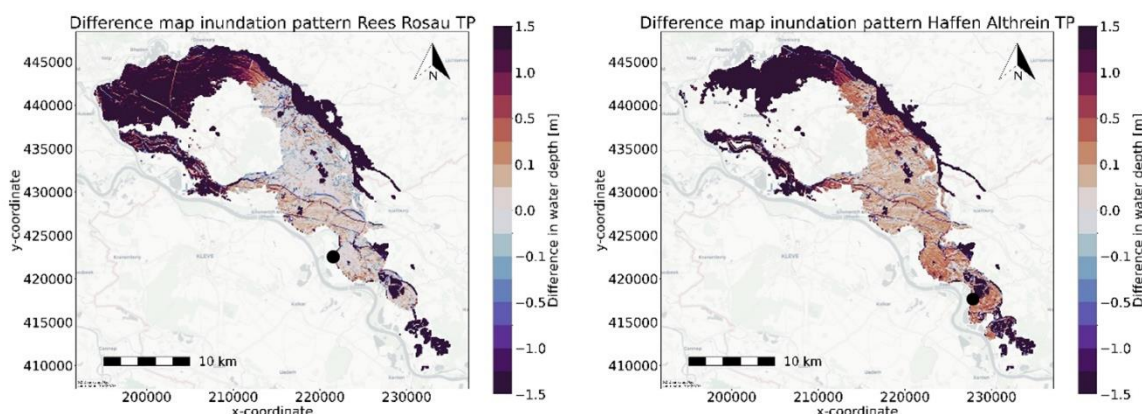 Difference map inundation pattern Rees Rosau TP
445000
440000
435000
430000
425000
420000
415000
410000
y-coordinate
200000 210000 220000 230000
x-coordinate
N
10 km
KLEVE
1.5
1.0
0.5
0.1
0.0
−0.1
−0.5
−1.0
−1.5
Difference in water depth [m]
Difference map inundation pattern Haffen Althrein TP
445000
440000
435000
430000
425000
420000
415000
410000
y-coordinate
200000 210000 220000 230000
x-coordinate
N
10 km
KLEVE
1.5
1.0
0.5
0.1
0.0
−0.1
−0.5
−1.0
−1.5
Difference in water depth [m]